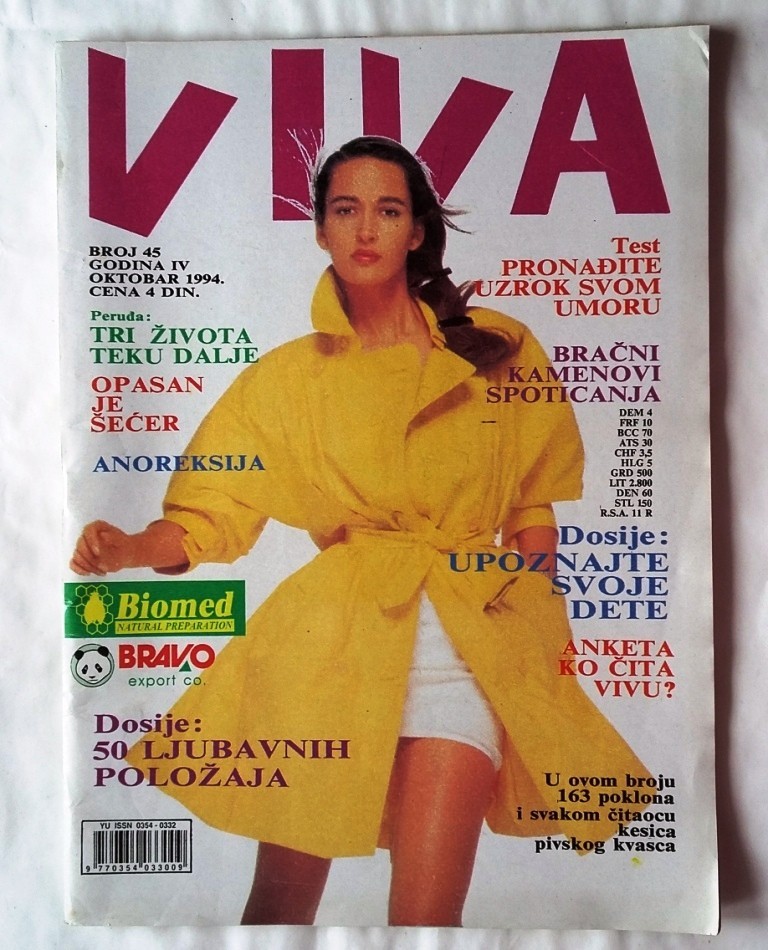 VIVA
BROJ 45
GODINA IV
OKTOBAR 1994.
CENA 4 DIN.
Peruđa:
TRI ŽIVOTA
TEKU DALJE
OPASAN
JE
ŠEĆER
ANOREKSIJA
Biomed
NATURAL PREPARATION
BRAVO
export co.
Dosije:
50 LJUBAVNIH
POLOŽAJA
YU ISSN 0354 - 0332
9 770354 033009
Test
PRONAĐITE
UZROK SVOM
UMORU
BRAČNI
KAMENOVI
SPOTICANJA
DEM 4
FRF 10
BCC 70
ATS 30
CHF 3,5
HLG 5
GRD 500
LIT 2.800
DEN 60
STL 150
R.S.A. 11 R
Dosije:
UPOZNAJTE
SVOJE
DETE
ANKETA
KO ČITA
VIVU?
U ovom broju
163 poklona
i svakom čitaocu
kesica
pivskog kvasca